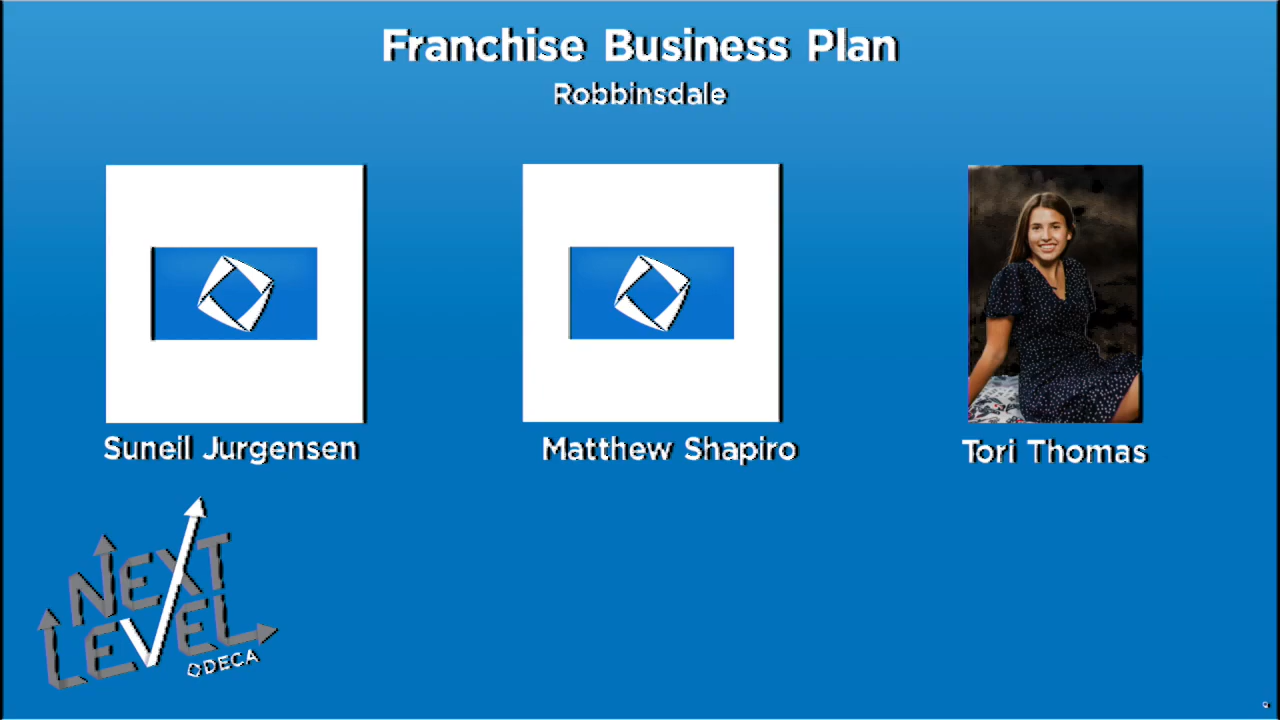 Franchise Business Plan
Robbinsdale
Suneil Jurgensen
Matthew Shapiro
Tori Thomas
NEXT
LEVEL
DECA